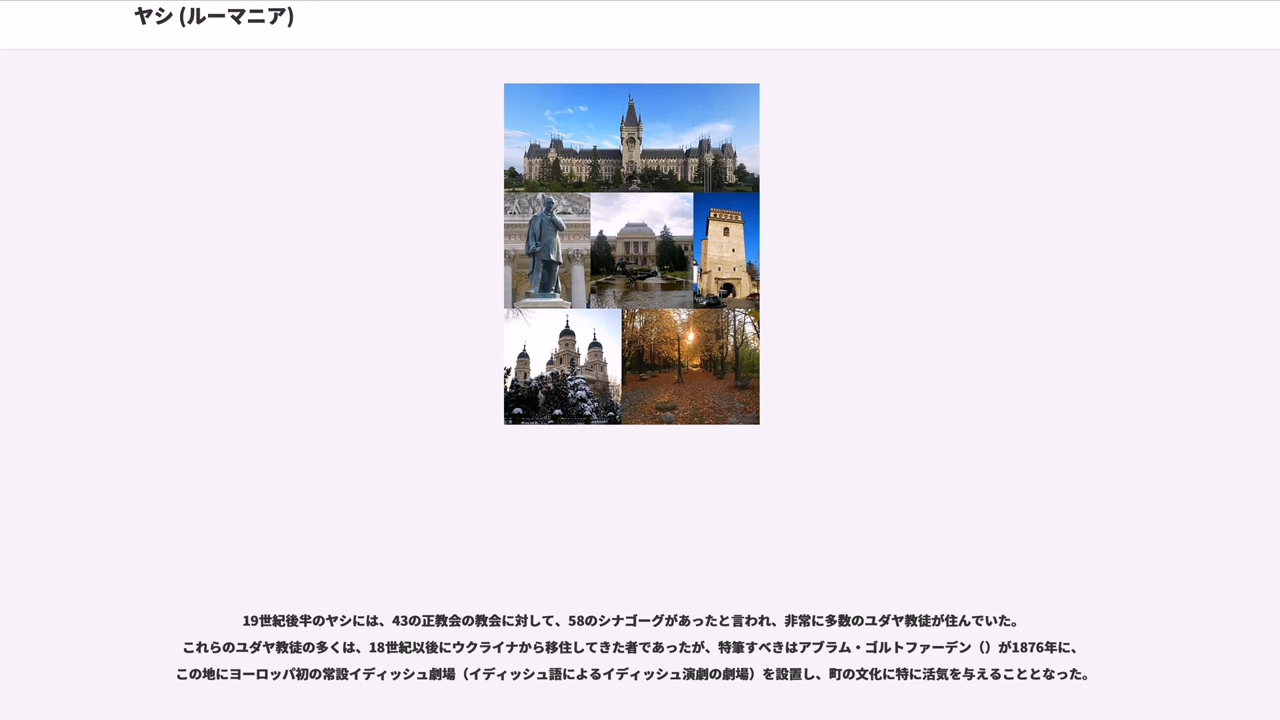 ヤシ (ルーマニア)
19世紀後半のヤシには、43の正教会の教会に対して、58のシナゴーグがあったと言われ、非常に多数のユダヤ教徒が住んでいた。
これらのユダヤ教徒の多くは、18世紀以後にウクライナから移住してきた者であったが、特筆すべきはアブラム・ゴルトファーデン（）が1876年に、
この地にヨーロッパ初の常設イディッシュ劇場（イディッシュ語によるイディッシュ演劇の劇場）を設置し、町の文化に特に活気を与えることとなった。